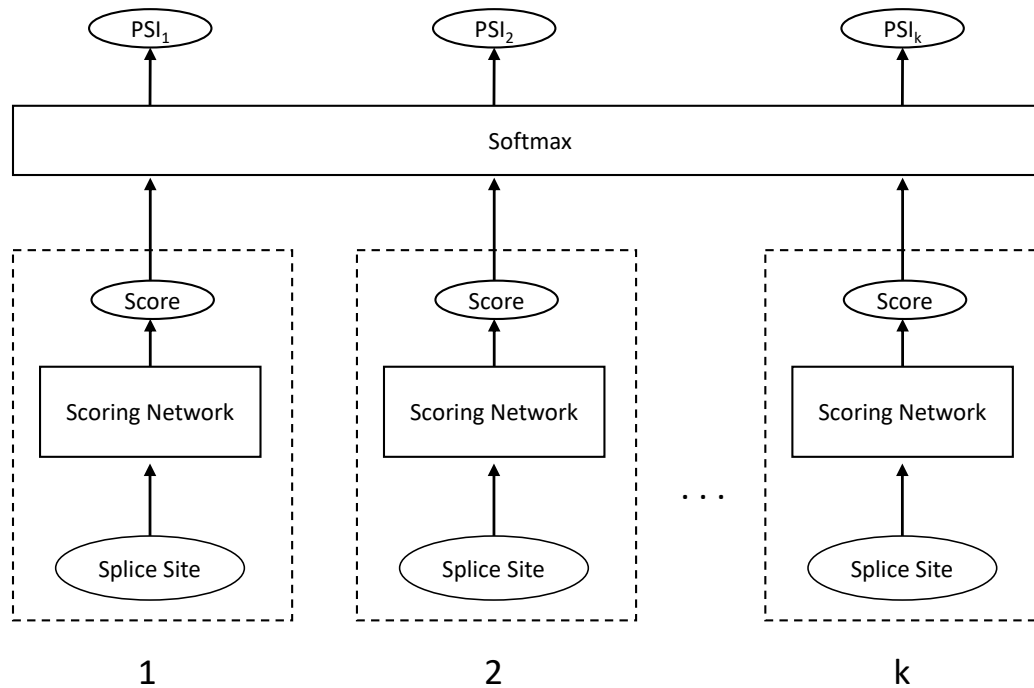 PSI₁ PSI₂ PSIₖ
Softmax
Score Score Score
Scoring Network Scoring Network Scoring Network
. . .
Splice Site Splice Site Splice Site
1 2 k